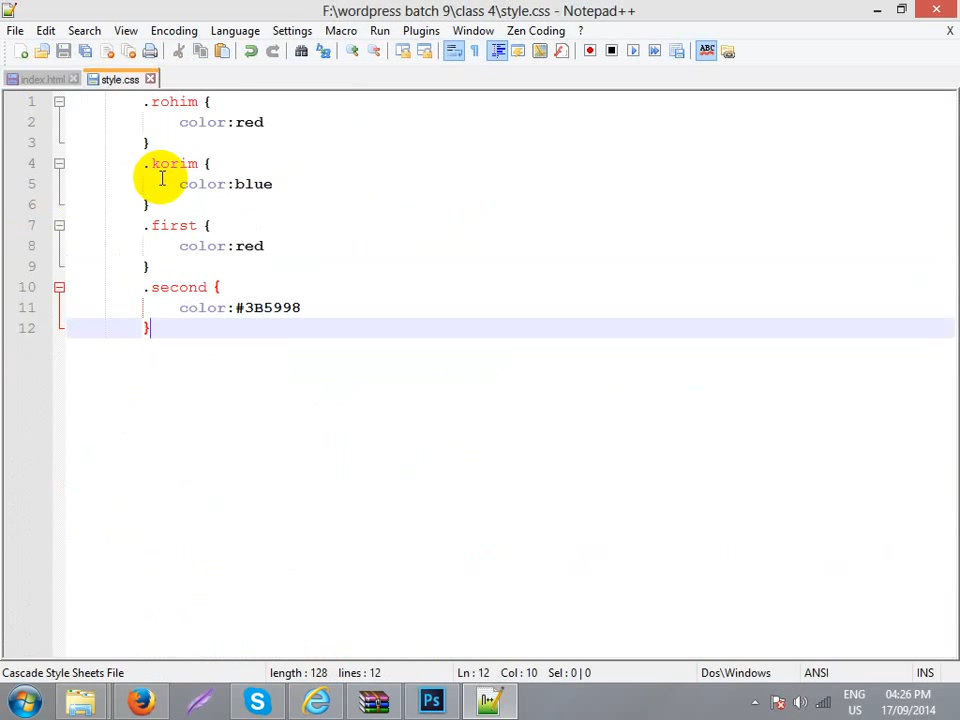 F:\wordpress batch 9\class 4\style.css - Notepad++
File Edit Search View Encoding Language Settings Macro Run Plugins Window Zen Coding ? X
index.html style.css
1 .rohim {
2 color:red
3 }
4 .korim {
5 color:blue
6 }
7 .first {
8 color:red
9 }
10 .second {
11 color:#3B5998
12 }
Cascade Style Sheets File length : 128 lines : 12 Ln : 12 Col : 10 Sel : 0 | 0 Dos\Windows ANSI INS
ENG 04:26 PM
US 17/09/2014